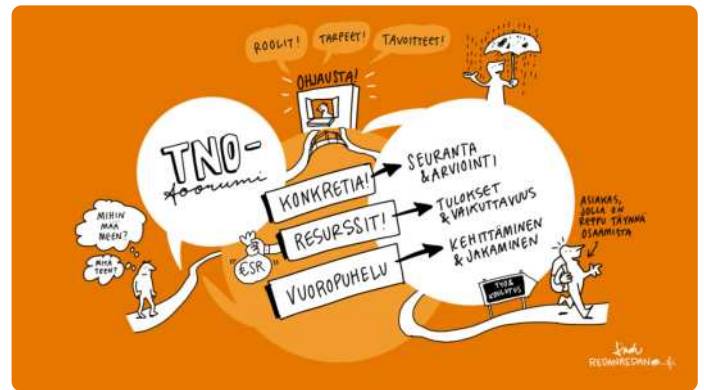 ROOLIT!
TARPEET!
TAVOITTEET!
OHJAUSTA!
TNO-
foorumi
KONKRETIA!
SEURANTA
& ARVIOINTI
RESURSSIT!
TULOKSET
& VAIKUTTAVUUS
VUOROPUHELU
KEHITTÄMINEN
& JAKAMINEN
MIHIN
MÄÄ
MEEN?
MITÄ
TEEN?
"€SR"
ASIAKAS,
JOLLA ON
REPPU TÄYNNÄ
OSAAMISTA
TYÖ&
KOULUTUS
REDANREDAN